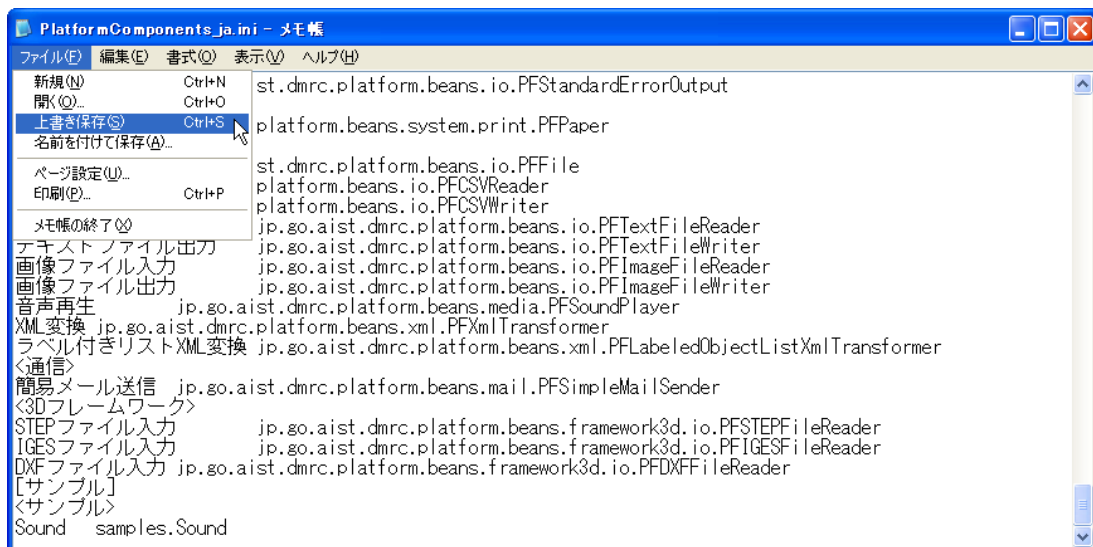 PlatformComponents_ja.ini - メモ帳
ファイル(F) 編集(E) 書式(O) 表示(V) ヘルプ(H)
新規(N) Ctrl+N
開く(O)... Ctrl+O
上書き保存(S) Ctrl+S
名前を付けて保存(A)...
ページ設定(U)...
印刷(P)... Ctrl+P
メモ帳の終了(X)
st.dmrc.platform.beans.io.PFStandardErrorOutput
platform.beans.system.print.PFPaper
st.dmrc.platform.beans.io.PFFile
platform.beans.io.PFCSVReader
platform.beans.io.PFCSVWriter
jp.go.aist.dmrc.platform.beans.io.PFTextFileReader
テキストファイル出力 jp.go.aist.dmrc.platform.beans.io.PFTextFileWriter
画像ファイル入力 jp.go.aist.dmrc.platform.beans.io.PFImageFileReader
画像ファイル出力 jp.go.aist.dmrc.platform.beans.io.PFImageFileWriter
音声再生 jp.go.aist.dmrc.platform.beans.media.PFSoundPlayer
XML変換 jp.go.aist.dmrc.platform.beans.xml.PFXmlTransformer
ラベル付きリストXML変換 jp.go.aist.dmrc.platform.beans.xml.PFLabeledObjectListXmlTransformer
<通信>
簡易メール送信 jp.go.aist.dmrc.platform.beans.mail.PFSimpleMailSender
<3Dフレームワーク>
STEPファイル入力 jp.go.aist.dmrc.platform.beans.framework3d.io.PFSTEPFileReader
IGESファイル入力 jp.go.aist.dmrc.platform.beans.framework3d.io.PFIGESFileReader
DXFファイル入力 jp.go.aist.dmrc.platform.beans.framework3d.io.PFDXFFileReader
[サンプル]
<サンプル>
Sound samples.Sound